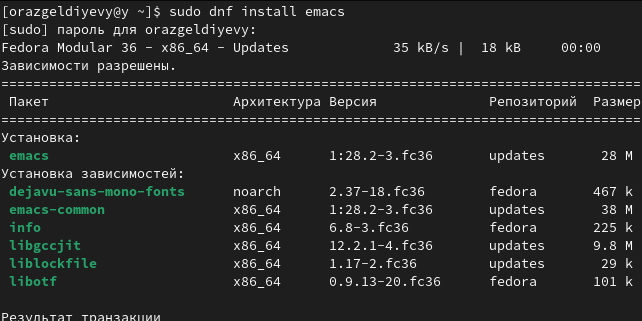 [orazgeldiyevy@y ~]$ sudo dnf install emacs
[sudo] пароль для orazgeldiyevy:
Fedora Modular 36 - x86_64 - Updates 35 kB/s | 18 kB 00:00
Зависимости разрешены.
================================================================================
Пакет Архитектура Версия Репозиторий Размер
================================================================================
Установка:
emacs x86_64 1:28.2-3.fc36 updates 28 M
Установка зависимостей:
dejavu-sans-mono-fonts noarch 2.37-18.fc36 fedora 467 k
emacs-common x86_64 1:28.2-3.fc36 updates 38 M
info x86_64 6.8-3.fc36 fedora 225 k
libgccjit x86_64 12.2.1-4.fc36 updates 9.8 M
liblockfile x86_64 1.17-2.fc36 updates 29 k
libotf x86_64 0.9.13-20.fc36 fedora 101 k
Результат транзакции